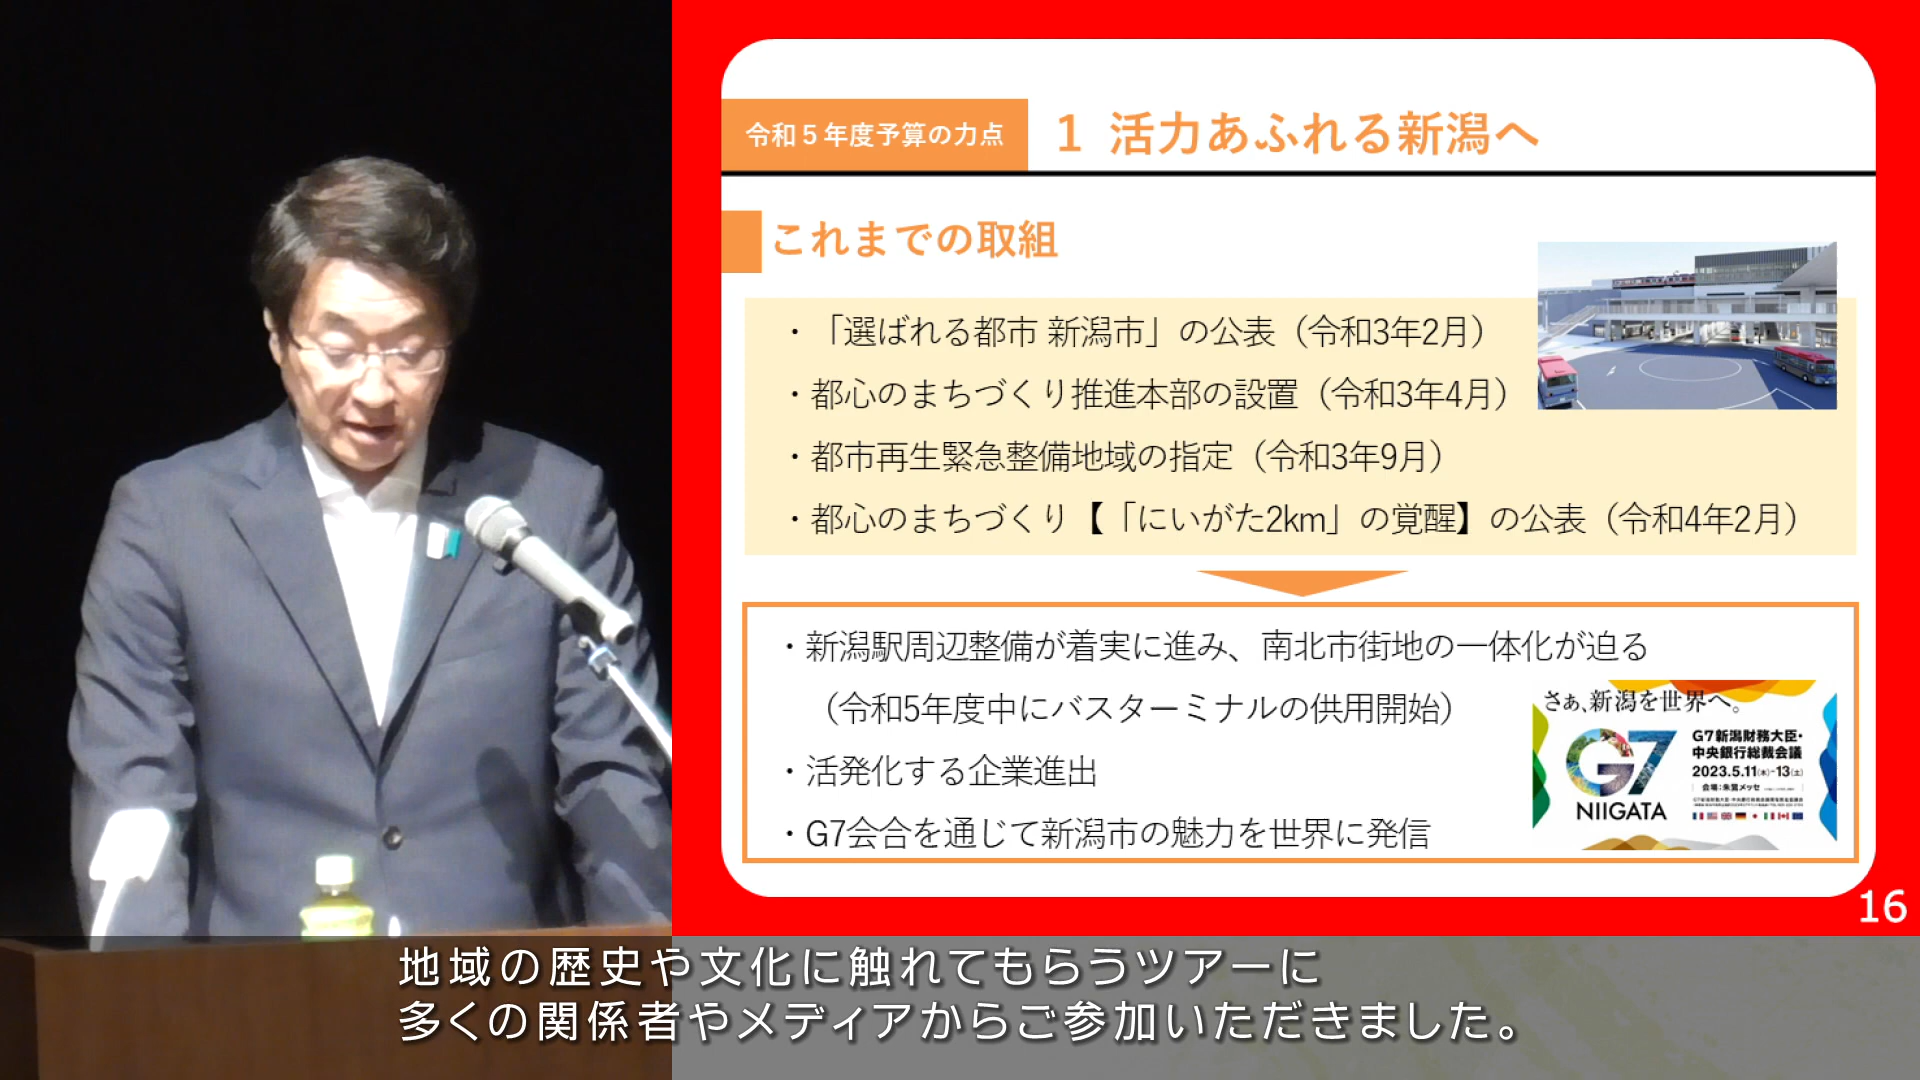 令和５年度予算の力点
1 活力あふれる新潟へ
これまでの取組
・「選ばれる都市 新潟市」の公表（令和3年2月）
・都心のまちづくり推進本部の設置（令和3年4月）
・都市再生緊急整備地域の指定（令和3年9月）
・都心のまちづくり【「にいがた2km」の覚醒】の公表（令和4年2月）
・新潟駅周辺整備が着実に進み、南北市街地の一体化が迫る
（令和5年度中にバスターミナルの供用開始）
・活発化する企業進出
・G7会合を通じて新潟市の魅力を世界に発信
さぁ、新潟を世界へ。
G7
NIIGATA
G7新潟財務大臣・
中央銀行総裁会議
2023.5.11(木)-13(土)
会場：朱鷺メッセ
16
地域の歴史や文化に触れてもらうツアーに
多くの関係者やメディアからご参加いただきました。